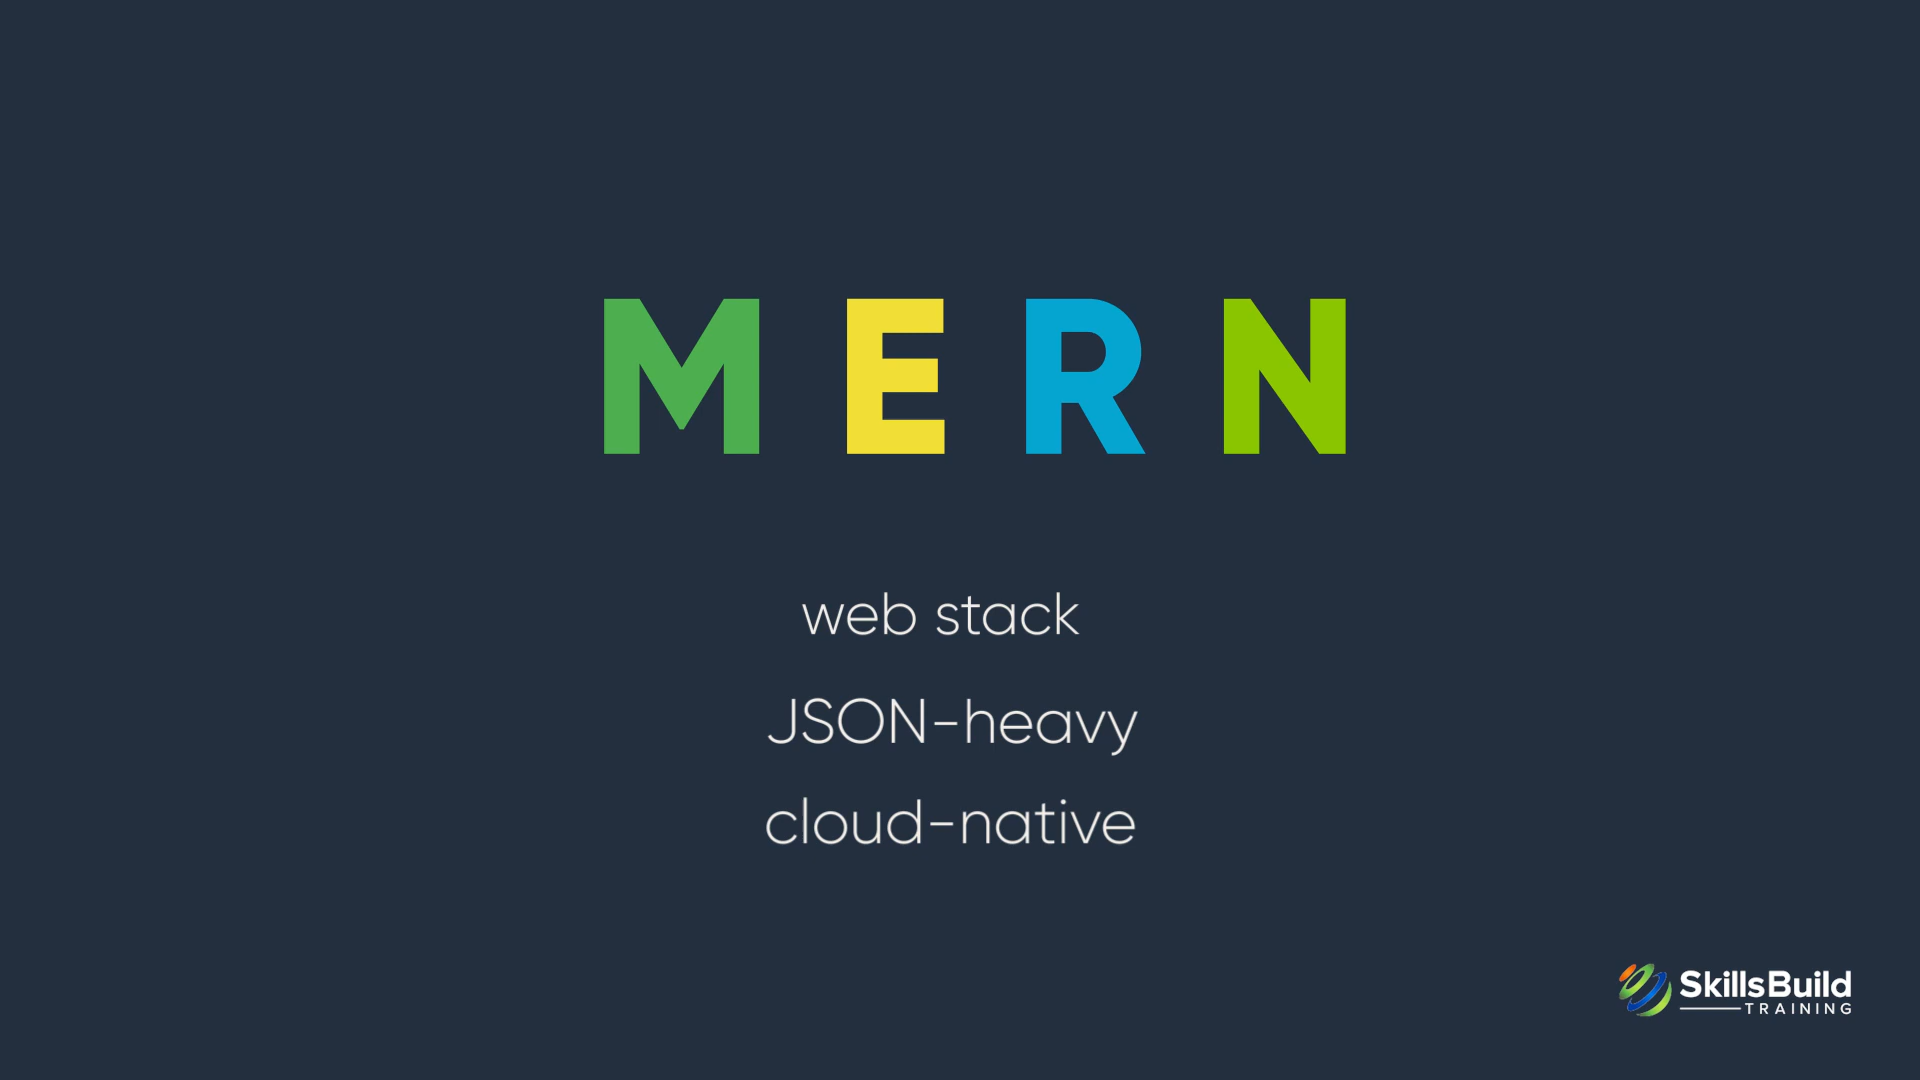 MERN
web stack
JSON-heavy
cloud-native
SkillsBuild
TRAINING